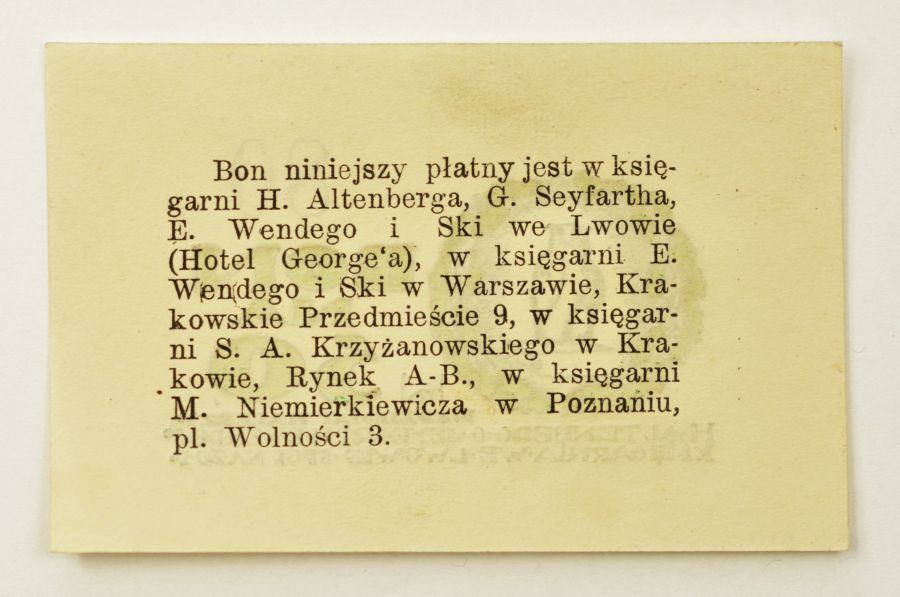 Bon niniejszy płatny jest w księ-
garni H. Altenberga, G. Seyfartha,
E. Wendego i Ski we Lwowie
(Hotel George‘a), w księgarni E.
Wendego i Ski w Warszawie, Kra-
kowskie Przedmieście 9, w księgar-
ni S. A. Krzyżanowskiego w Kra-
kowie, Rynek A-B., w księgarni
M. Niemierkiewicza w Poznaniu,
pl. Wolności 3.